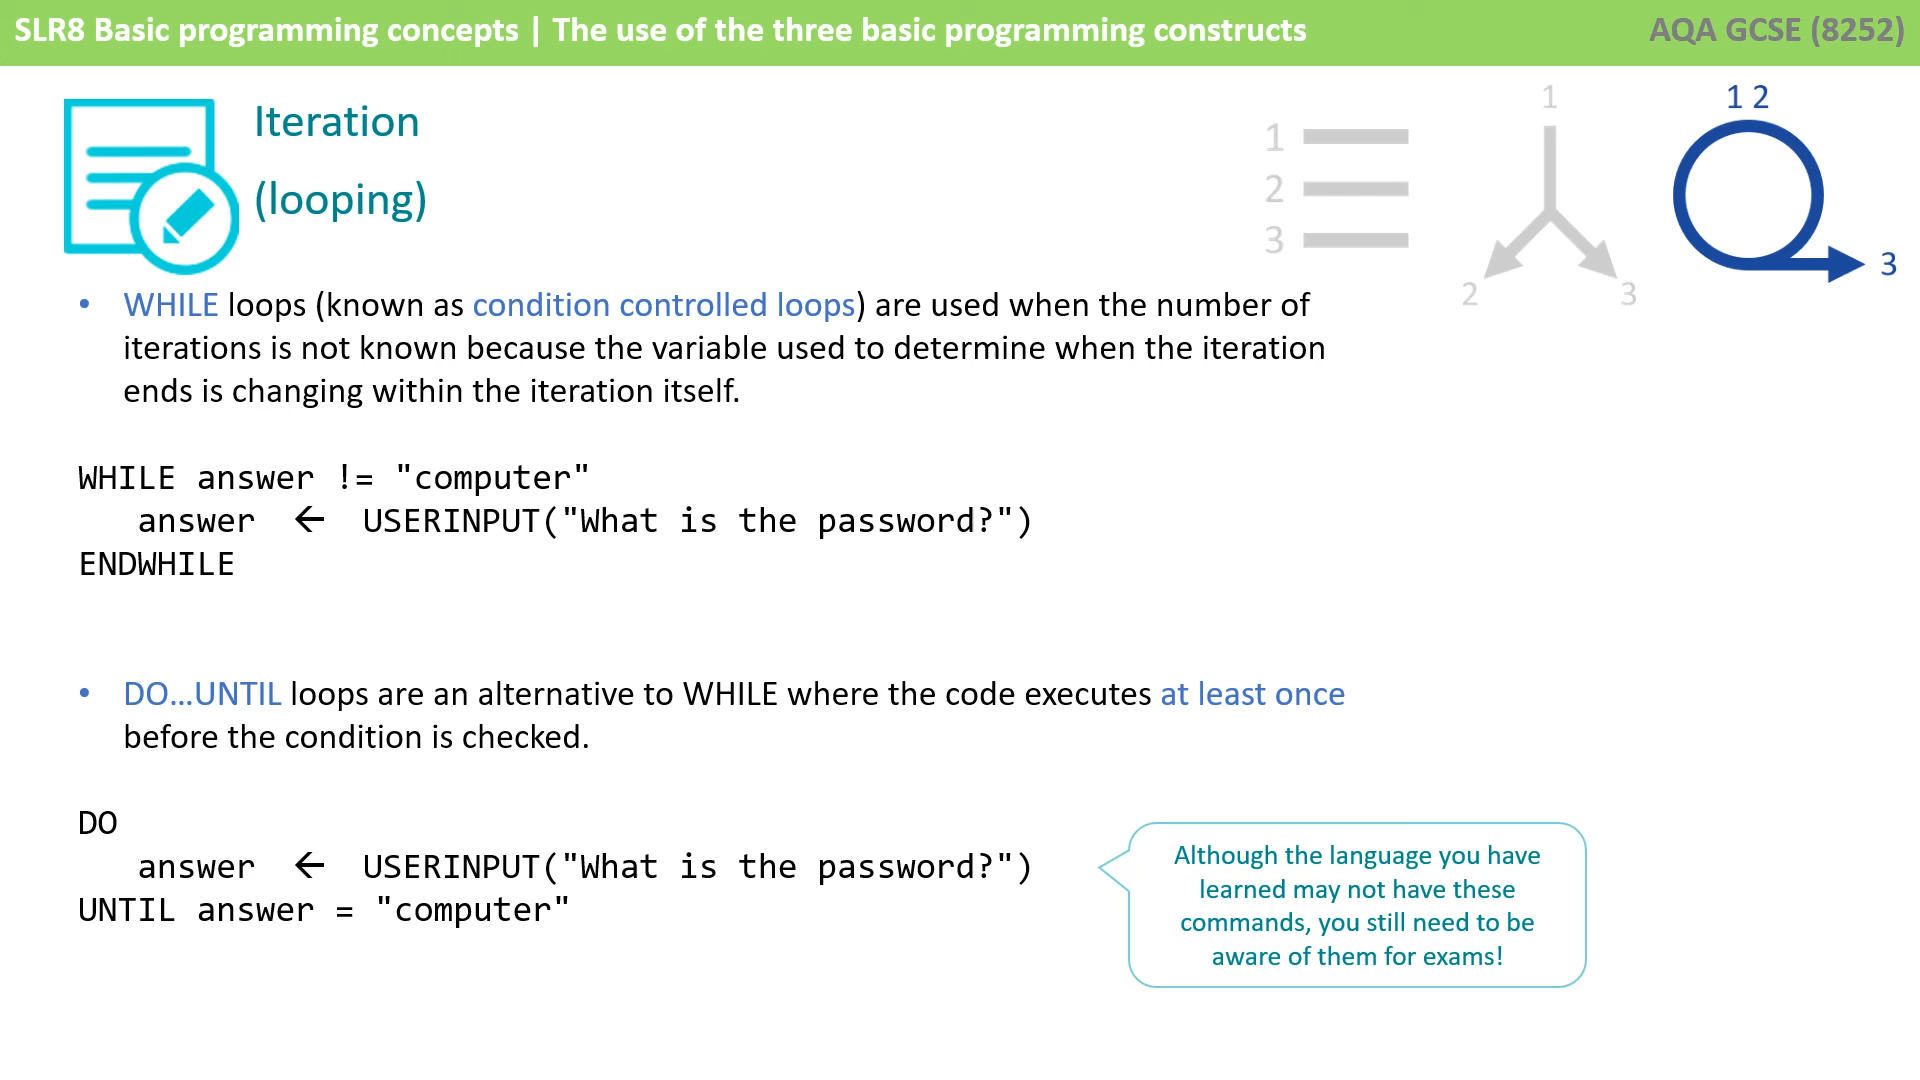 SLR8 Basic programming concepts | The use of the three basic programming constructs
AQA GCSE (8252)
Iteration
(looping)
1
2
3
1
2
3
1 2
3
• WHILE loops (known as condition controlled loops) are used when the number of
iterations is not known because the variable used to determine when the iteration
ends is changing within the iteration itself.
WHILE answer != "computer"
answer ← USERINPUT("What is the password?")
ENDWHILE
• DO…UNTIL loops are an alternative to WHILE where the code executes at least once
before the condition is checked.
DO
answer ← USERINPUT("What is the password?")
UNTIL answer = "computer"
Although the language you have
learned may not have these
commands, you still need to be
aware of them for exams!